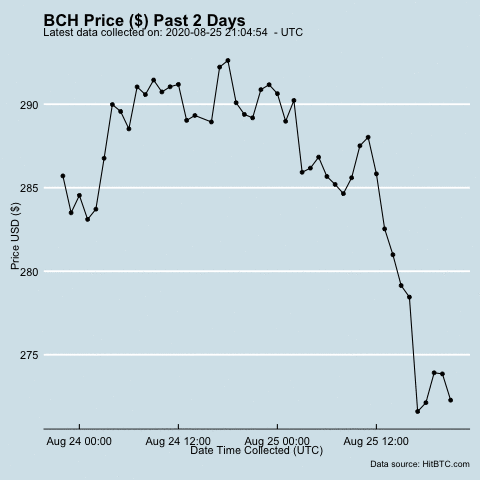 BCH Price ($) Past 2 Days
Latest data collected on: 2020-08-25 21:04:54  - UTC
290
285
280
275
Price USD ($)
Aug 24 00:00 Aug 24 12:00 Aug 25 00:00 Aug 25 12:00
Date Time Collected (UTC)
Data source: HitBTC.com